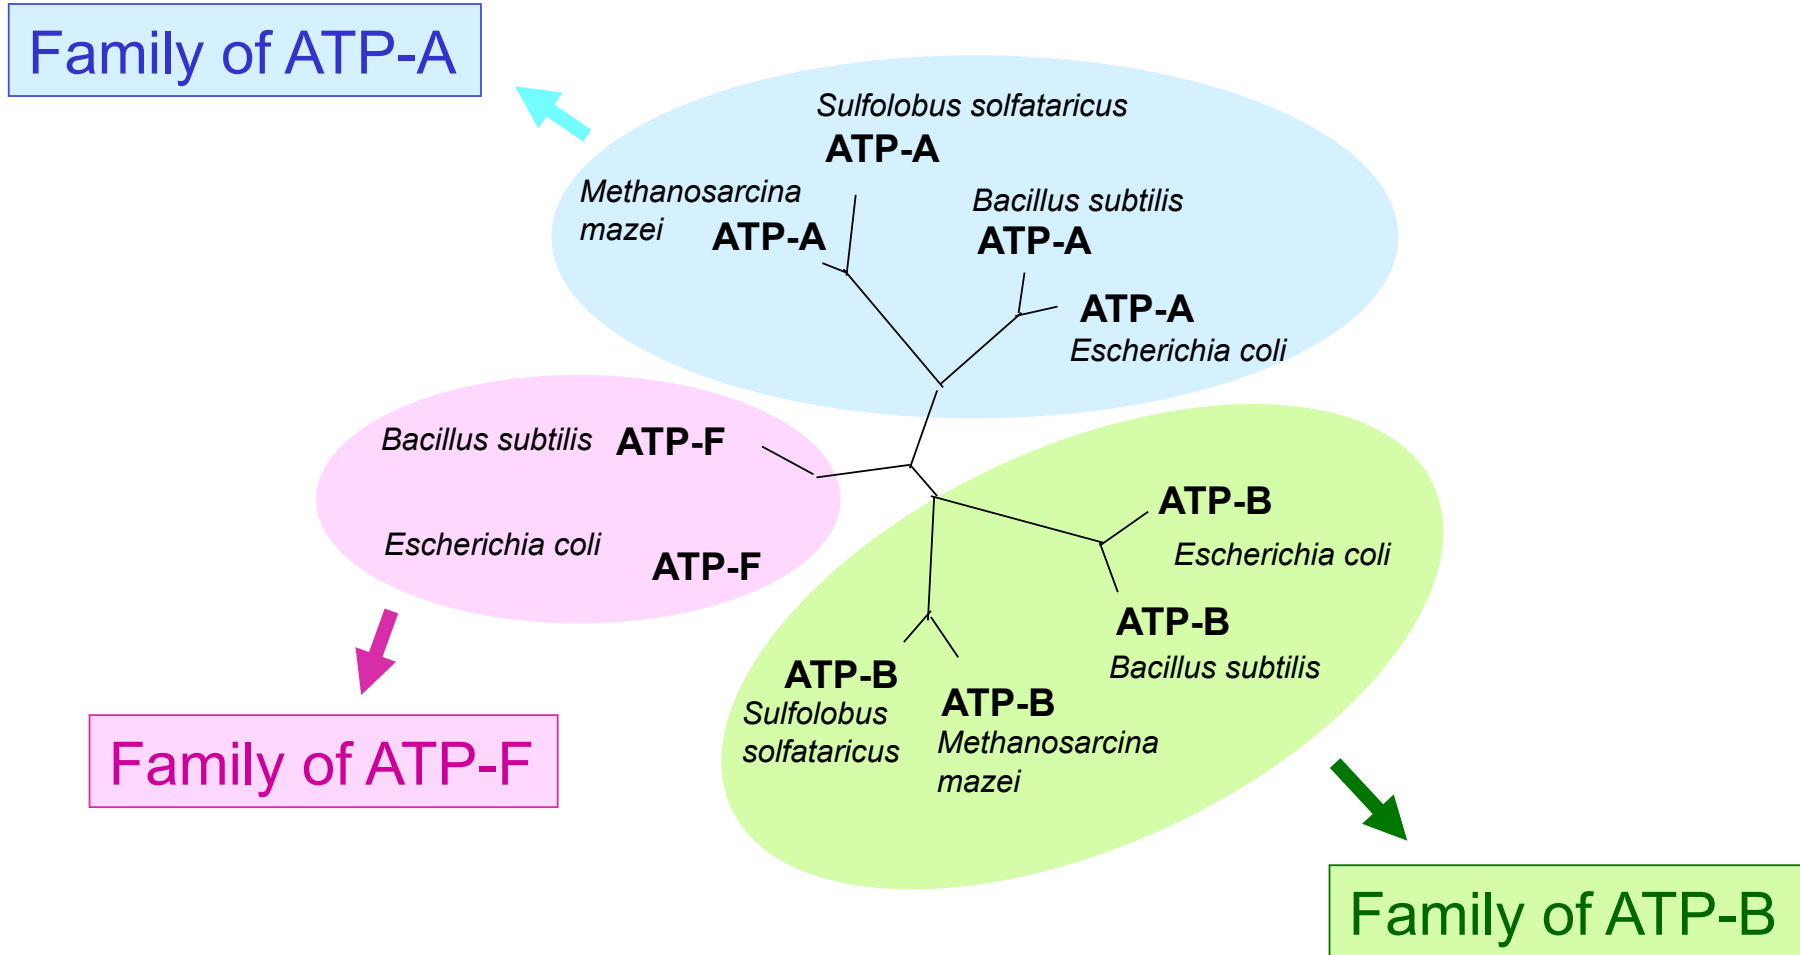 Family of ATP-A
Sulfolobus solfataricus
ATP-A
Methanosarcina
mazei
ATP-A
Bacillus subtilis
ATP-A
ATP-A
Escherichia coli
Bacillus subtilis ATP-F
Escherichia coli
ATP-F
ATP-B
Escherichia coli
ATP-B
Bacillus subtilis
ATP-B
Sulfolobus
solfataricus
ATP-B
Methanosarcina
mazei
Family of ATP-F
Family of ATP-B